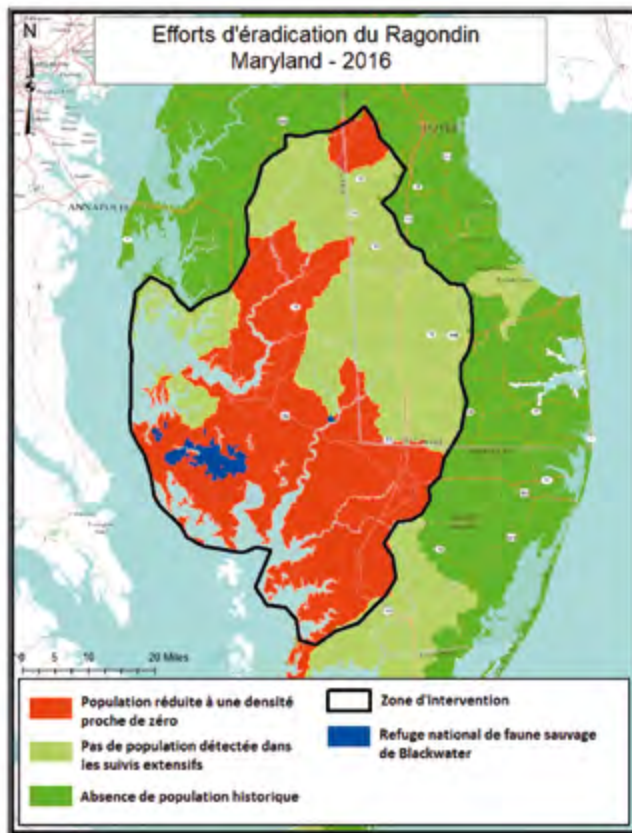 Efforts d'éradication du Ragondin
Maryland - 2016
N
0 5 10 20 Miles
Population réduite à une densité
proche de zéro
Pas de population détectée dans
les suivis extensifs
Absence de population historique
Zone d'intervention
Refuge national de faune sauvage
de Blackwater